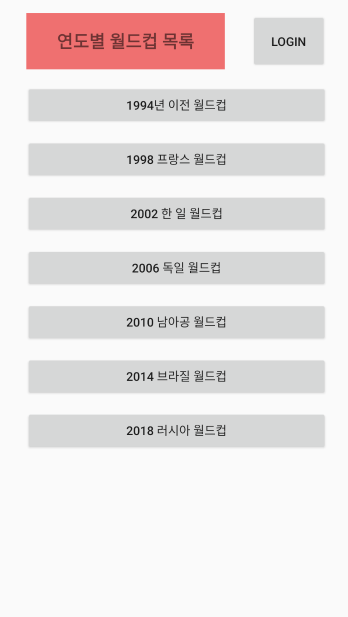 연도별 월드컵 목록
LOGIN
1994년 이전 월드컵
1998 프랑스 월드컵
2002 한 일 월드컵
2006 독일 월드컵
2010 남아공 월드컵
2014 브라질 월드컵
2018 러시아 월드컵